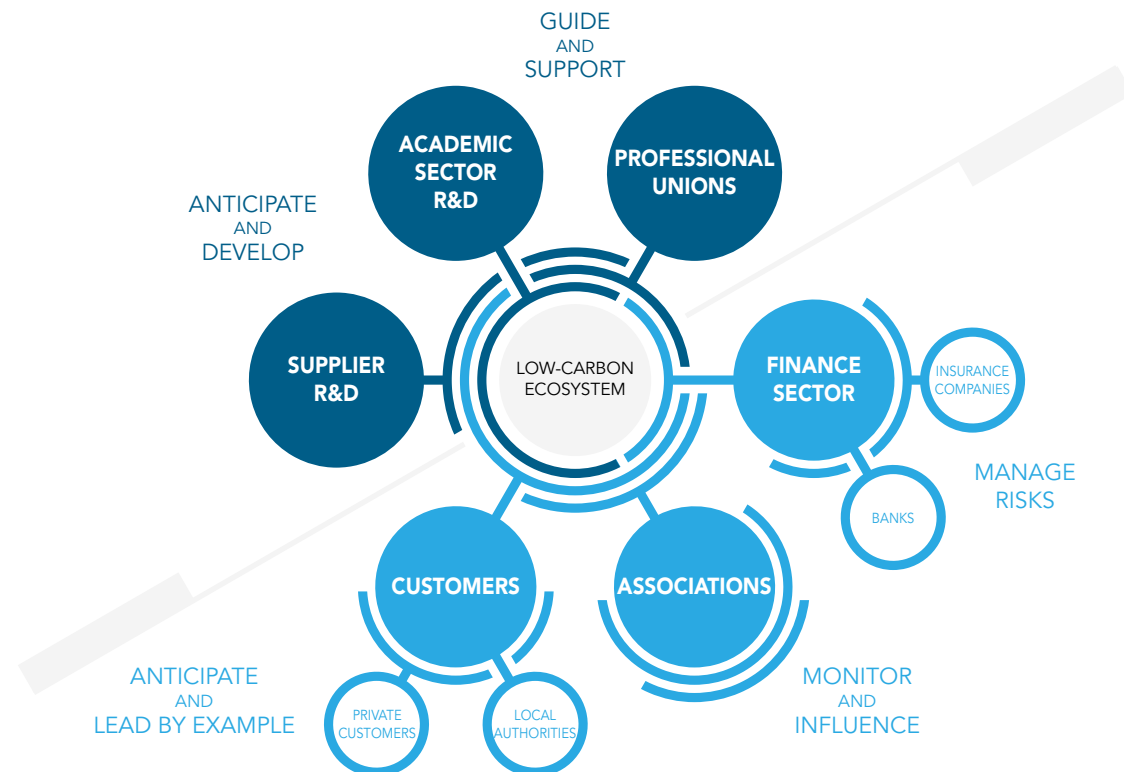 GUIDE
AND
SUPPORT
ACADEMIC
SECTOR
R&D
PROFESSIONAL
UNIONS
ANTICIPATE
AND
DEVELOP
SUPPLIER
R&D
LOW-CARBON
ECOSYSTEM
FINANCE
SECTOR
INSURANCE
COMPANIES
MANAGE
RISKS
BANKS
CUSTOMERS
ASSOCIATIONS
ANTICIPATE
AND
LEAD BY EXAMPLE
PRIVATE
CUSTOMERS
LOCAL
AUTHORITIES
MONITOR
AND
INFLUENCE